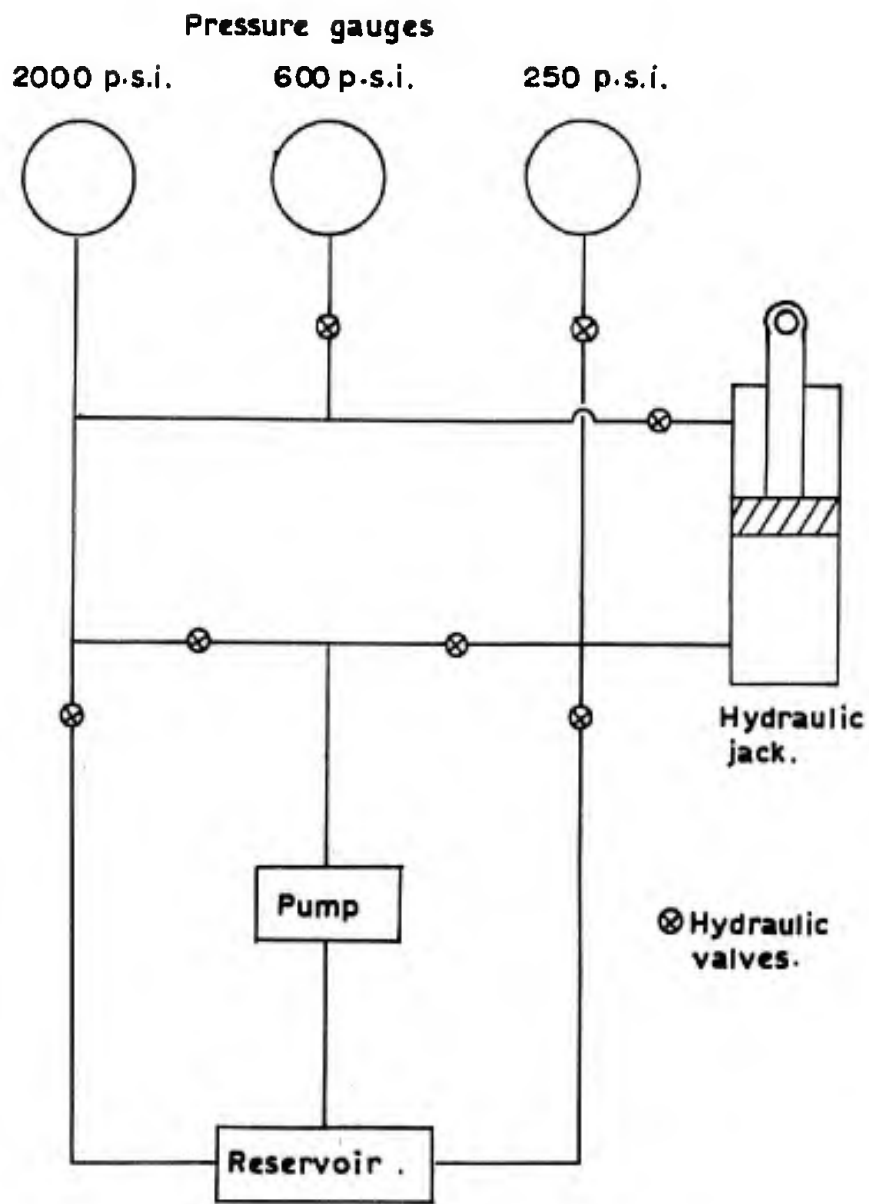 Pressure gauges
2000 p.s.i.
600 p.s.i.
250 p.s.i.
Hydraulic
jack.
Pump
Hydraulic
valves.
Reservoir .